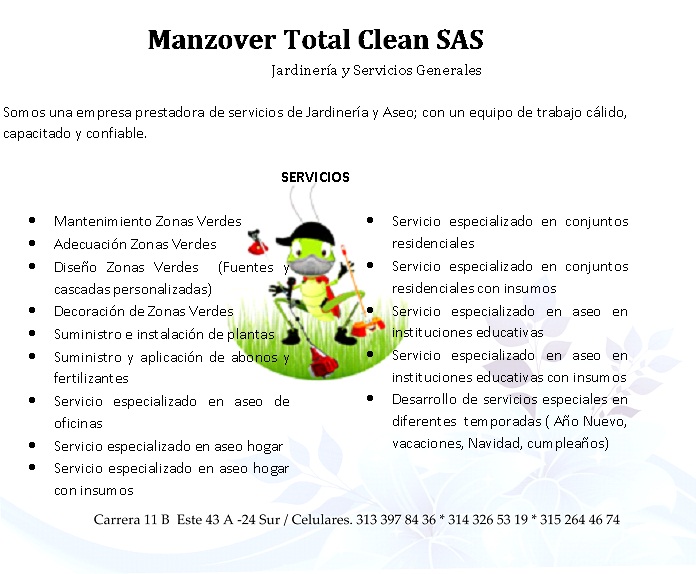 Manzover Total Clean SAS
Jardinería y Servicios Generales
Somos una empresa prestadora de servicios de Jardinería y Aseo; con un equipo de trabajo cálido,
capacitado y confiable.
SERVICIOS
• Mantenimiento Zonas Verdes
• Adecuación Zonas Verdes
• Diseño Zonas Verdes (Fuentes y
cascadas personalizadas)
• Decoración de Zonas Verdes
• Suministro e instalación de plantas
• Suministro y aplicación de abonos y
fertilizantes
• Servicio especializado en aseo de
oficinas
• Servicio especializado en aseo hogar
• Servicio especializado en aseo hogar
con insumos
• Servicio especializado en conjuntos
residenciales
• Servicio especializado en conjuntos
residenciales con insumos
• Servicio especializado en aseo en
instituciones educativas
• Servicio especializado en aseo en
instituciones educativas con insumos
• Desarrollo de servicios especiales en
diferentes temporadas ( Año Nuevo,
vacaciones, Navidad, cumpleaños)
Carrera 11 B Este 43 A -24 Sur / Celulares. 313 397 84 36 * 314 326 53 19 * 315 264 46 74